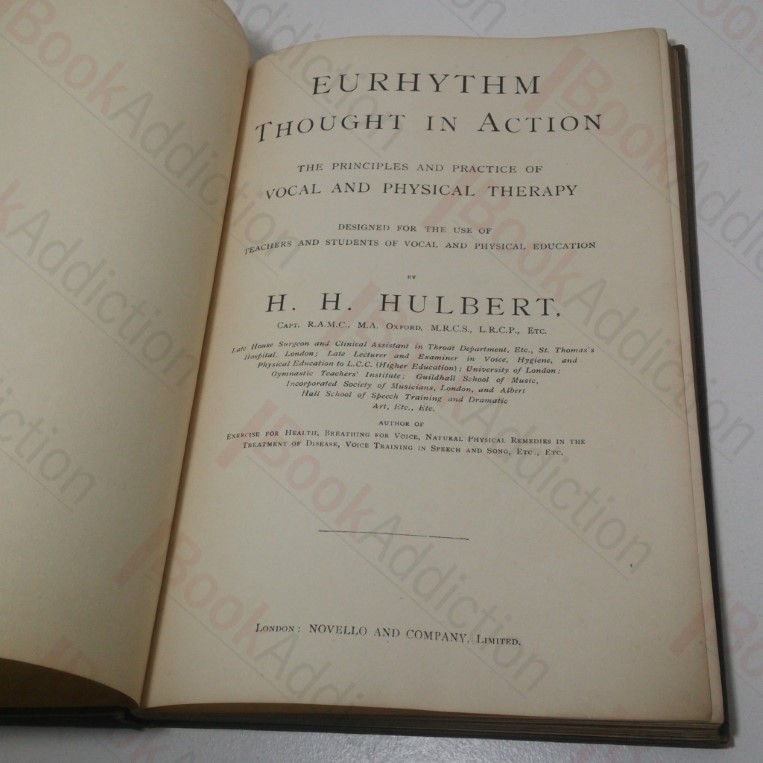 EURHYTHM
THOUGHT IN ACTION
THE PRINCIPLES AND PRACTICE OF
VOCAL AND PHYSICAL THERAPY
DESIGNED FOR THE USE OF
TEACHERS AND STUDENTS OF VOCAL AND PHYSICAL EDUCATION
BY
H. H. HULBERT.
CAPT. R.A.M.C., M.A. OXFORD, M.R.C.S., L.R.C.P., ETC.
Late House Surgeon and Clinical Assistant in Throat Department, Etc., St. Thomas's
Hospital, London; Late Lecturer and Examiner in Voice, Hygiene, and
Physical Education to L.C.C. (Higher Education); University of London;
Gymnastic Teachers' Institute; Guildhall School of Music,
Incorporated Society of Musicians, London, and Albert
Hall School of Speech Training and Dramatic
Art, Etc., Etc.
AUTHOR OF
EXERCISE FOR HEALTH, BREATHING FOR VOICE, NATURAL PHYSICAL REMEDIES IN THE
TREATMENT OF DISEASE, VOICE TRAINING IN SPEECH AND SONG, ETC., ETC.
LONDON: NOVELLO AND COMPANY, LIMITED.
BookAddiction